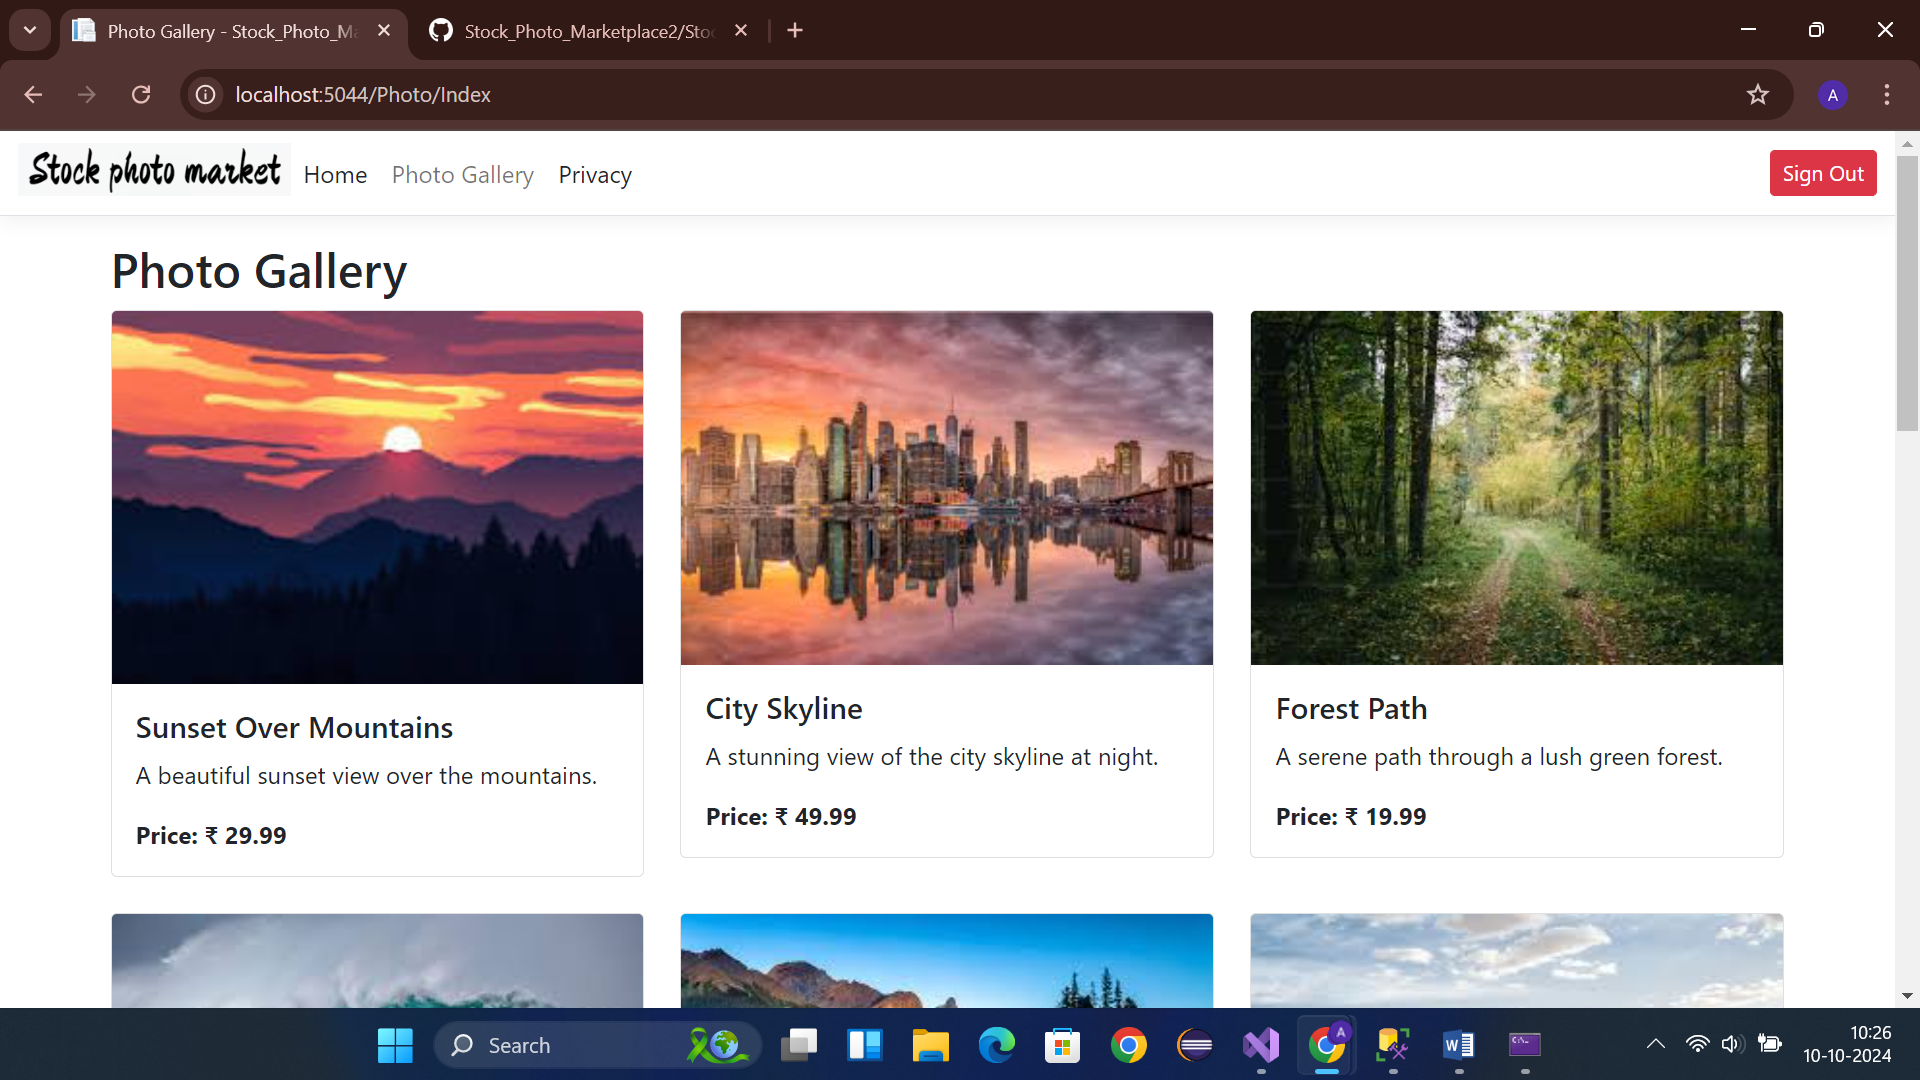 Photo Gallery - Stock_Photo_Ma
Stock_Photo_Marketplace2/Stoc
localhost:5044/Photo/Index
A
Stock photo market
Home
Photo Gallery
Privacy
Sign Out
Photo Gallery
Sunset Over Mountains
A beautiful sunset view over the mountains.
Price: ₹ 29.99
City Skyline
A stunning view of the city skyline at night.
Price: ₹ 49.99
Forest Path
A serene path through a lush green forest.
Price: ₹ 19.99
Search
A
W
C:\_
10:26
10-10-2024